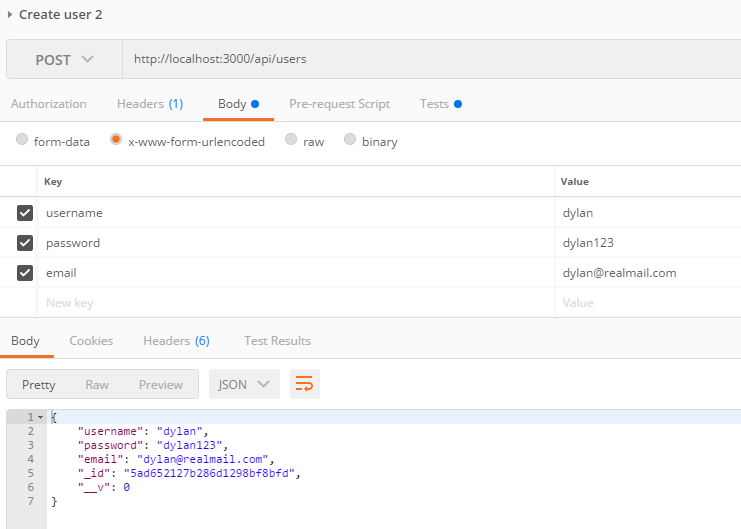 Create user 2
POST http://localhost:3000/api/users
Authorization Headers (1) Body Pre-request Script Tests
form-data x-www-form-urlencoded raw binary
Key Value
username dylan
password dylan123
email dylan@realmail.com
New key Value
Body Cookies Headers (6) Test Results
Pretty Raw Preview JSON
1 {
2 "username": "dylan",
3 "password": "dylan123",
4 "email": "dylan@realmail.com",
5 "_id": "5ad652127b286d1298bf8bfd",
6 "__v": 0
7 }